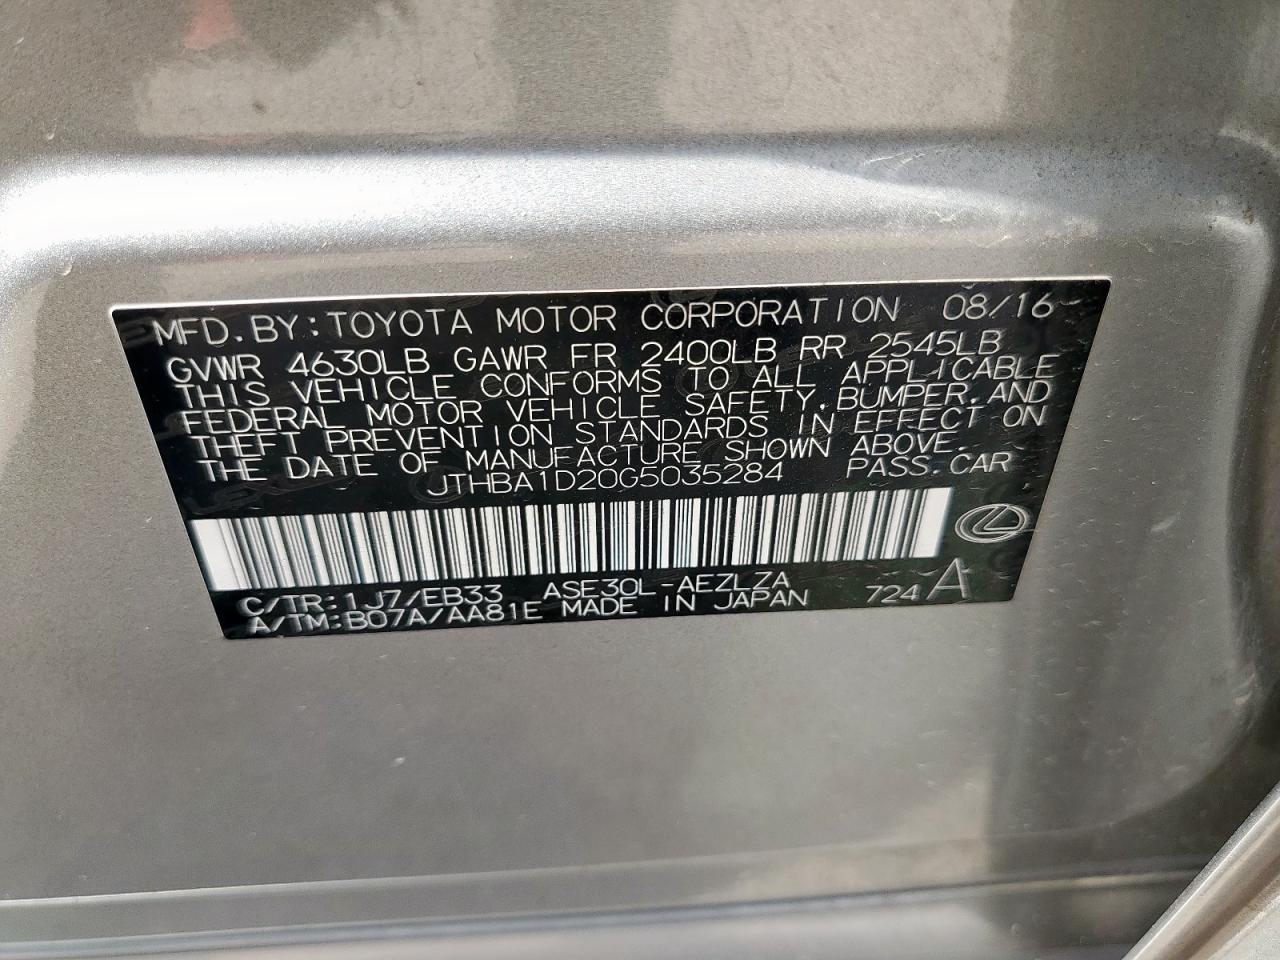 MFD.BY:TOYOTA MOTOR CORPORATION 08/16
GVWR 4630LB GAWR FR 2400LB RR 2545LB
THIS VEHICLE CONFORMS TO ALL APPLICABLE
FEDERAL MOTOR VEHICLE SAFETY,BUMPER,AND
THEFT PREVENTION STANDARDS IN EFFECT ON
THE DATE OF MANUFACTURE SHOWN ABOVE.
JTHBA1D20G5035284 PASS.CAR
C/TR:1J7/EB33 ASE30L-AEZLZA
A/TM:B07A/AA81E MADE IN JAPAN 724A